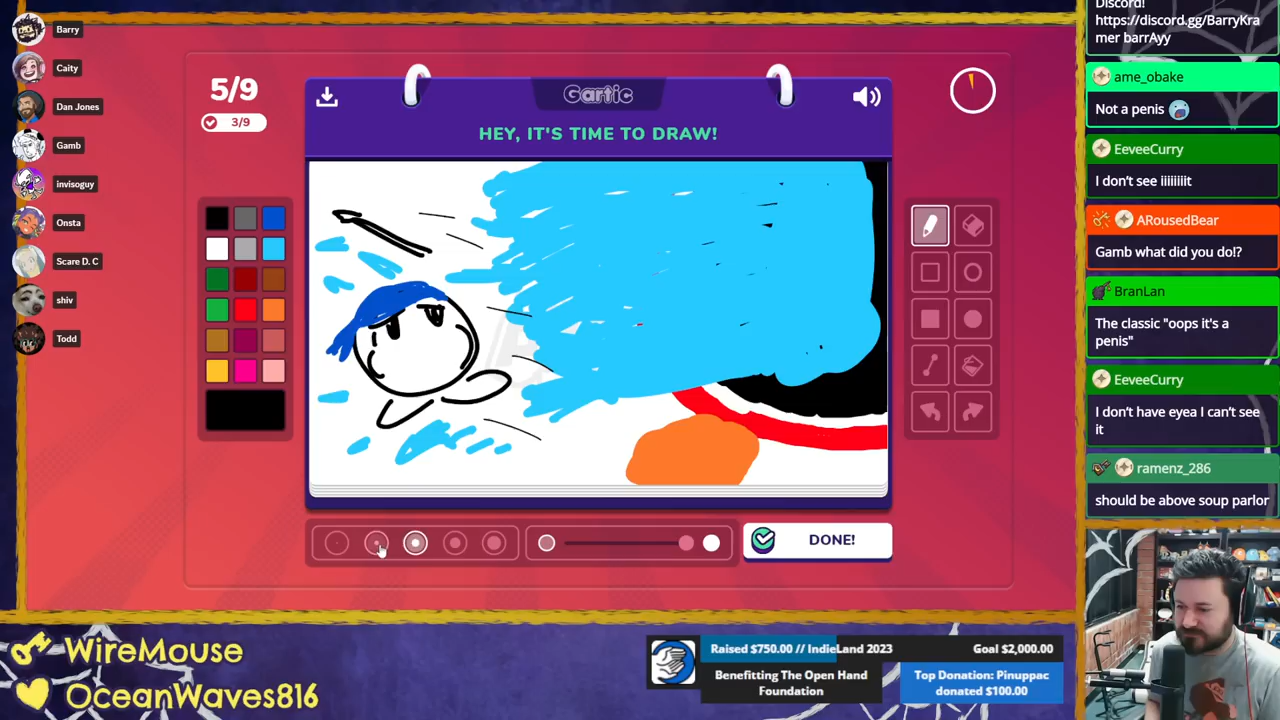 Barry
Caity
Dan Jones
Gamb
invisoguy
Onsta
Scare D. C
shiv
Todd
5/9
3/9
Gartic
HEY, IT'S TIME TO DRAW!
DONE!
Discord!
https://discord.gg/BarryKra
mer barrAyy
ame_obake
Not a penis
EeveeCurry
I don't see iiiiiiiit
ARousedBear
Gamb what did you do!?
BranLan
The classic "oops it's a
penis"
EeveeCurry
I don't have eyea I can't see
it
ramenz_286
should be above soup parlor
WireMouse
OceanWaves816
Raised $750.00 // IndieLand 2023
Goal $2,000.00
Benefitting The Open Hand
Foundation
Top Donation: Pinuppac
donated $100.00